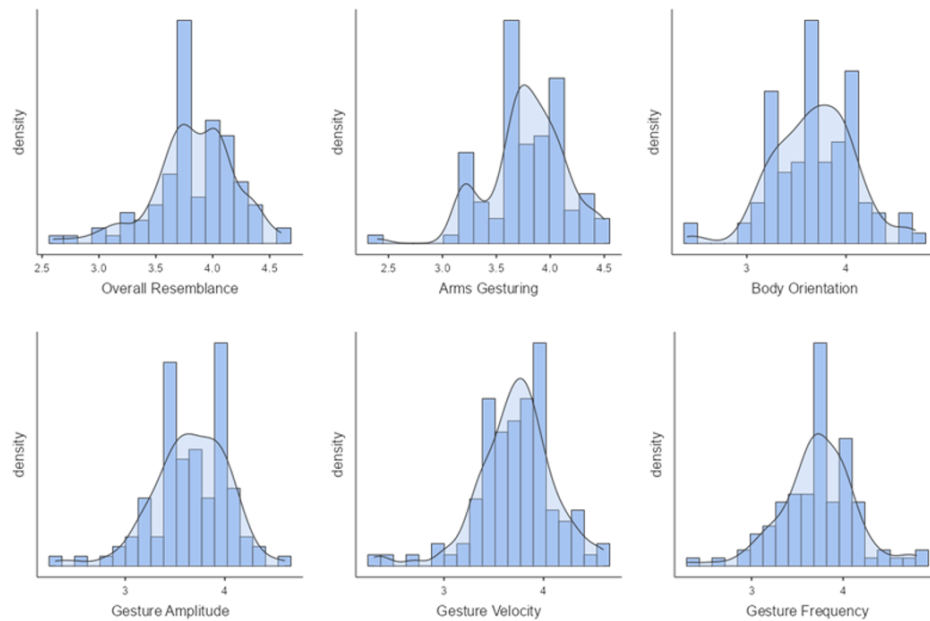 density
2.5 3.0 3.5 4.0 4.5
Overall Resemblance
density
2.5 3.0 3.5 4.0 4.5
Arms Gesturing
density
3 4
Body Orientation
density
3 4
Gesture Amplitude
density
3 4
Gesture Velocity
density
3 4
Gesture Frequency